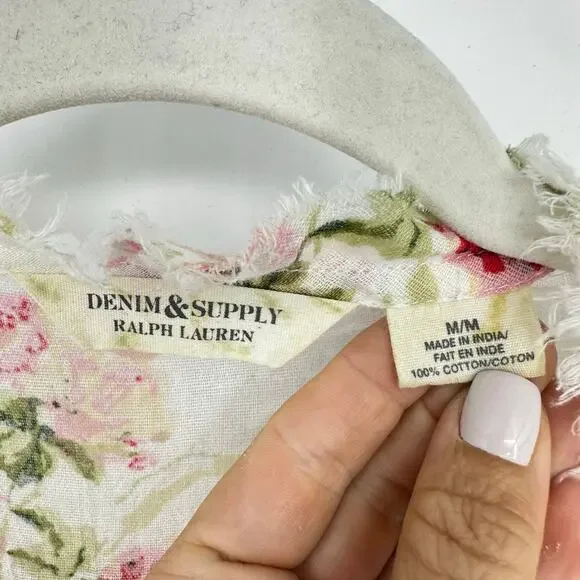 DENIM&SUPPLY
RALPH LAUREN
M/M
MADE IN INDIA/
FAIT EN INDE
100% COTTON/COTON